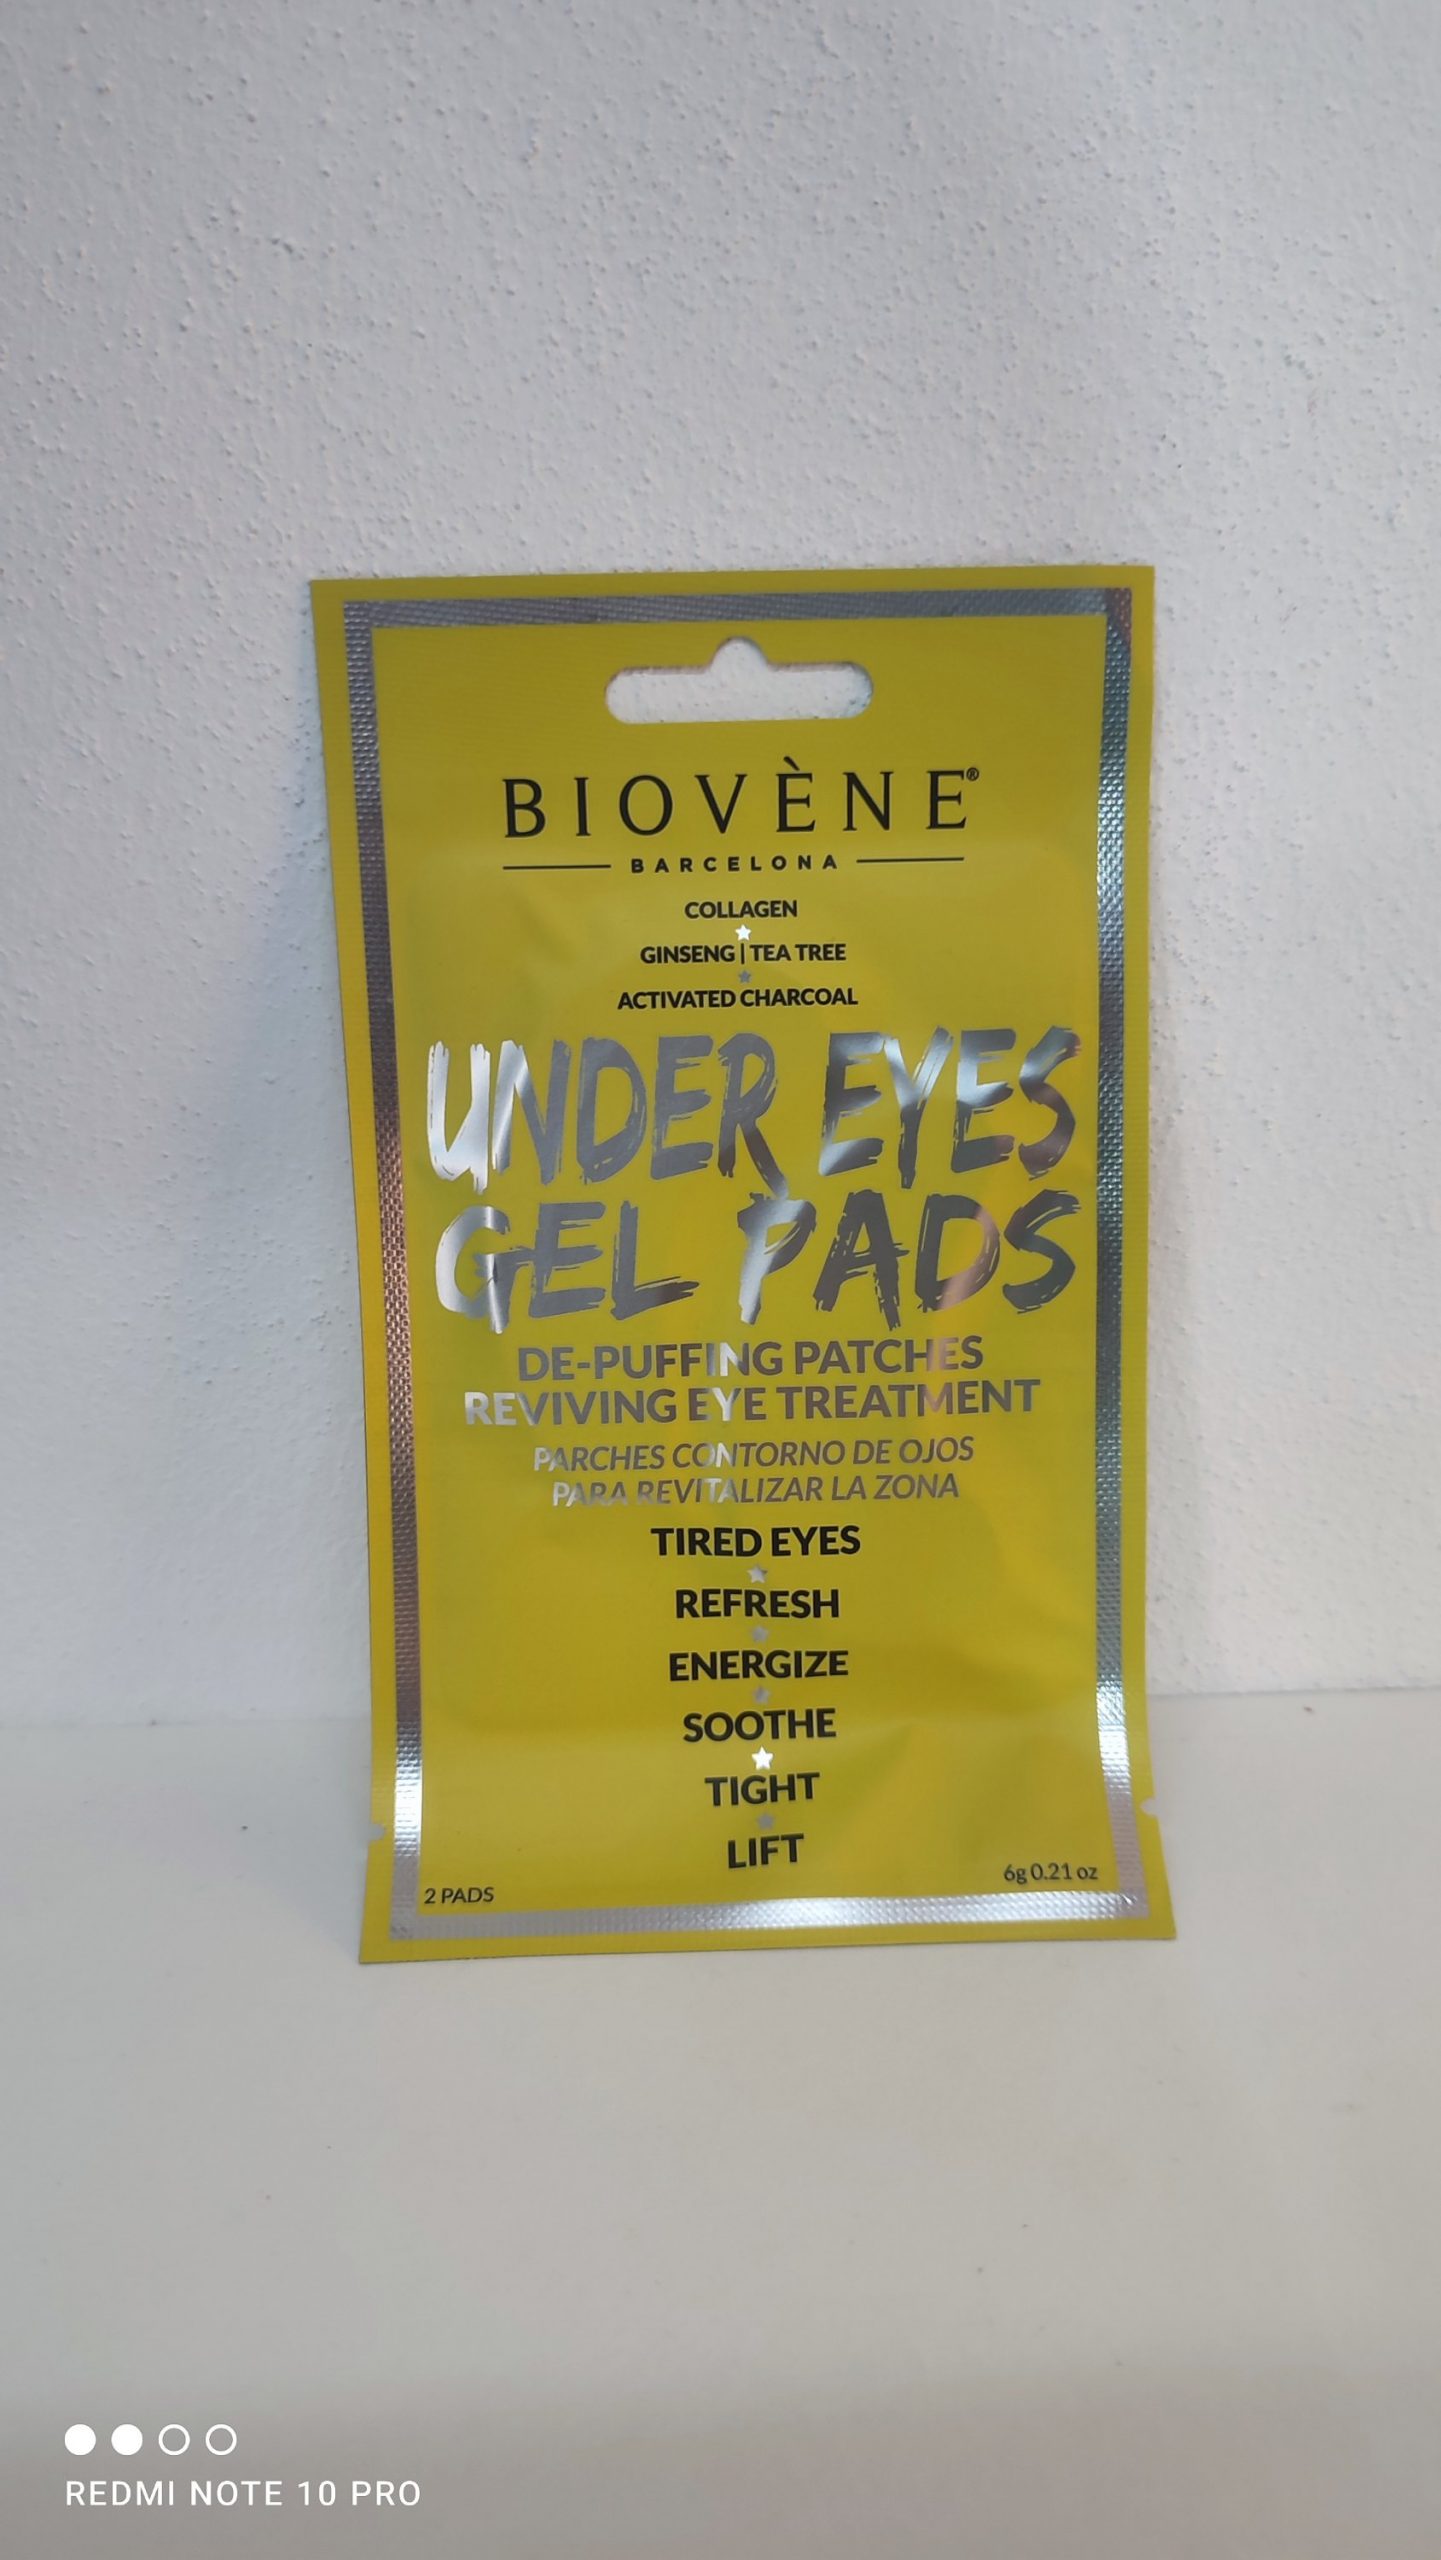 BIOVÈNE®
BARCELONA
COLLAGEN
GINSENG | TEA TREE
ACTIVATED CHARCOAL
UNDER EYES
GEL PADS
DE-PUFFING PATCHES
REVIVING EYE TREATMENT
PARCHES CONTORNO DE OJOS
PARA REVITALIZAR LA ZONA
TIRED EYES
REFRESH
ENERGIZE
SOOTHE
TIGHT
LIFT
2 PADS
6g 0.21 oz
REDMI NOTE 10 PRO